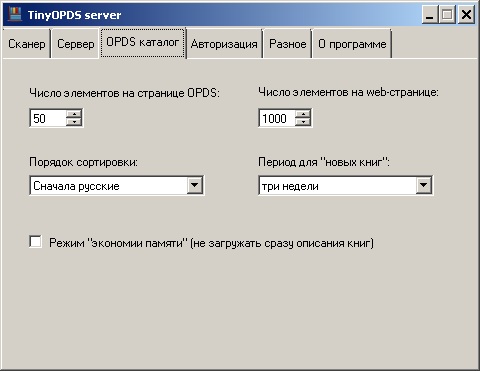 TinyOPDS server
Сканер Сервер OPDS каталог Авторизация Разное О программе
Число элементов на странице OPDS: Число элементов на web-странице:
50 1000
Порядок сортировки: Период для "новых книг":
Сначала русские три недели
Режим "экономии памяти" (не загружать сразу описания книг)